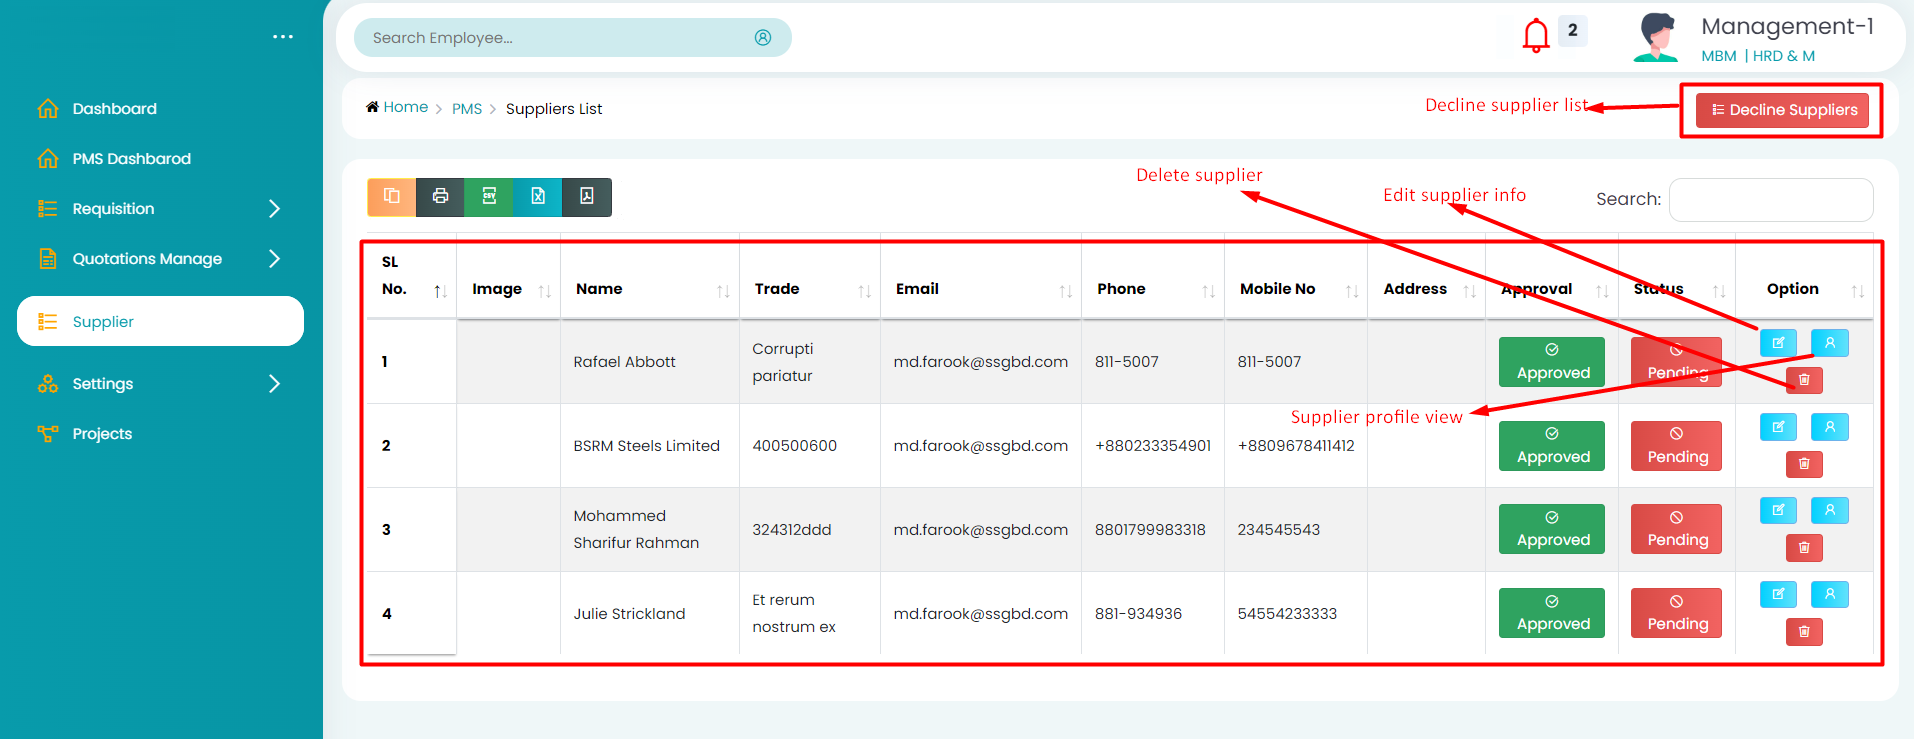 ...
Search Employee...
2
Management-1
MBM | HRD & M
Dashboard
PMS Dashbarod
Requisition
Quotations Manage
Supplier
Settings
Projects
Home > PMS > Suppliers List
Decline supplier list
Decline Suppliers
Delete supplier
Edit supplier info
CSV
Search:
SL No. Image Name Trade Email Phone Mobile No Address Approval Status Option
1 Rafael Abbott Corrupti pariatur md.farook@ssgbd.com 811-5007 811-5007 Approved Pending
Supplier profile view
2 BSRM Steels Limited 400500600 md.farook@ssgbd.com +880233354901 +8809678411412 Approved Pending
3 Mohammed Sharifur Rahman 324312ddd md.farook@ssgbd.com 8801799983318 234545543 Approved Pending
4 Julie Strickland Et rerum nostrum ex md.farook@ssgbd.com 881-934936 54554233333 Approved Pending